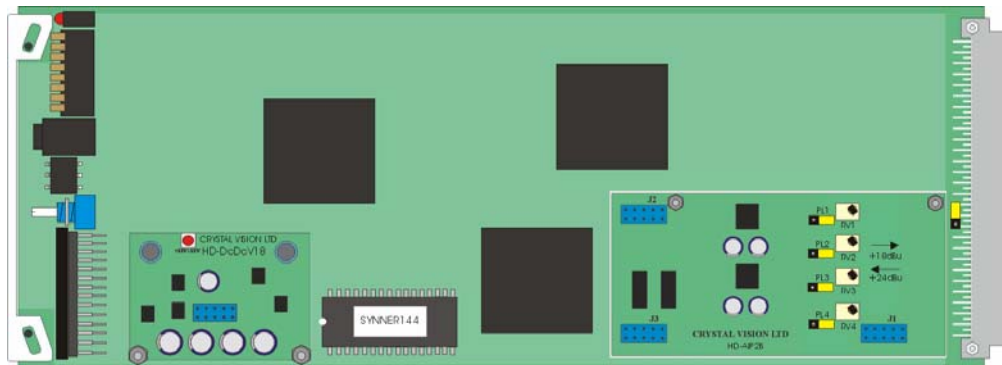 CRYSTAL VISION LTD
HD-DcDcV18
SYNNER144
J2
PL1
RV1
PL2
RV2
+18dBu
+24dBu
PL3
RV3
PL4
RV4
J3
J1
CRYSTAL VISION LTD
HD-AIP2B